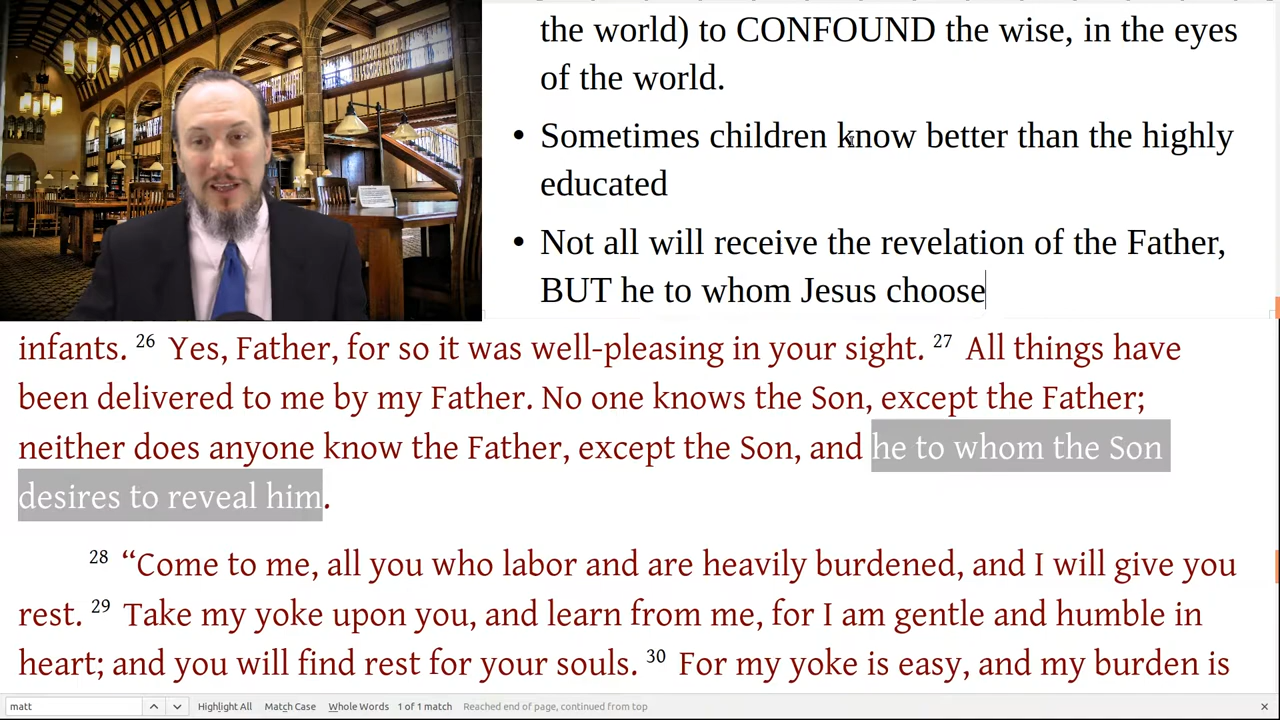 the world) to CONFOUND the wise, in the eyes
of the world.
• Sometimes children know better than the highly
educated
• Not all will receive the revelation of the Father,
BUT he to whom Jesus choose
infants. 26 Yes, Father, for so it was well-pleasing in your sight. 27 All things have
been delivered to me by my Father. No one knows the Son, except the Father;
neither does anyone know the Father, except the Son, and he to whom the Son
desires to reveal him.
28 “Come to me, all you who labor and are heavily burdened, and I will give you
rest. 29 Take my yoke upon you, and learn from me, for I am gentle and humble in
heart; and you will find rest for your souls. 30 For my yoke is easy, and my burden is
matt Highlight All Match Case Whole Words 1 of 1 match Reached end of page, continued from top